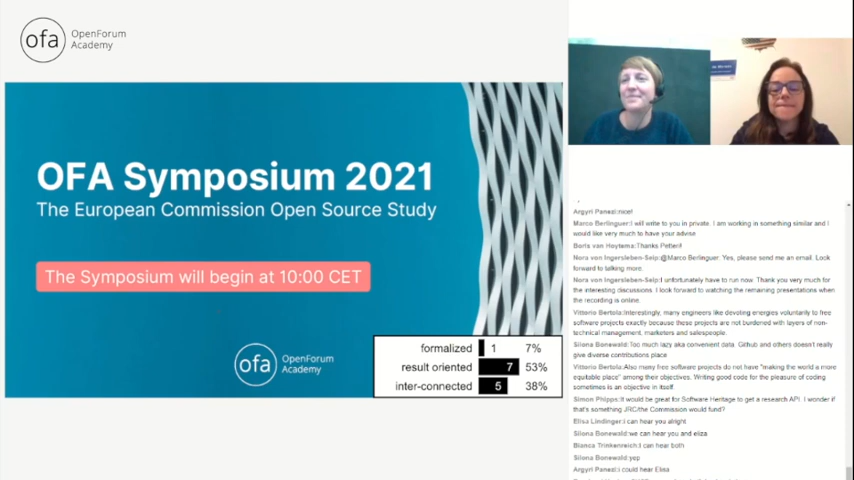 ofa OpenForum
Academy
OFA Symposium 2021
The European Commission Open Source Study
The Symposium will begin at 10:00 CET
ofa OpenForum
Academy
formalized 1 7%
result oriented 7 53%
inter-connected 5 38%
Argyri Panezi:nice!
Marco Berlinguer:I will write to you in private. I am working in something similar and I
would like very much to have your advise
Boris van Hoytema:Thanks Petteri!
Nora von Ingersleben-Seip:@Marco Berlinguer: Yes, please send me an email. Look
forward to talking more.
Nora von Ingersleben-Seip:I unfortunately have to run now. Thank you very much for
the interesting discussions. I look forward to watching the remaining presentations when
the recording is online.
Vittorio Bertola:Interestingly, many engineers like devoting energies voluntarily to free
software projects exactly because these projects are not burdened with layers of non-
technical management, marketers and salespeople.
Silona Bonewald:Too much lazy aka convenient data. Github and others doesn't really
give diverse contributions place
Vittorio Bertola:Also many free software projects do not have "making the world a more
equitable place" among their objectives. Writing good code for the pleasure of coding
sometimes is an objective in itself.
Simon Phipps:It would be great for Software Heritage to get a research API. I wonder if
that's something JRC/the Commission would fund?
Elisa Lindinger:I can hear you alright
Silona Bonewald:we can hear you and eliza
Bianca Trinkenreich:I can hear both
Silona Bonewald:yep
Argyri Panezi:i could hear Elisa